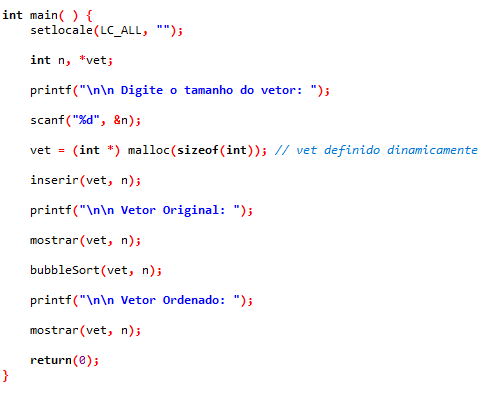 int main( ) {
setlocale(LC_ALL, "");
int n, *vet;
printf("\n\n Digite o tamanho do vetor: ");
scanf("%d", &n);
vet = (int *) malloc(sizeof(int)); // vet definido dinamicamente
inserir(vet, n);
printf("\n\n Vetor Original: ");
mostrar(vet, n);
bubbleSort(vet, n);
printf("\n\n Vetor Ordenado: ");
mostrar(vet, n);
return(0);
}